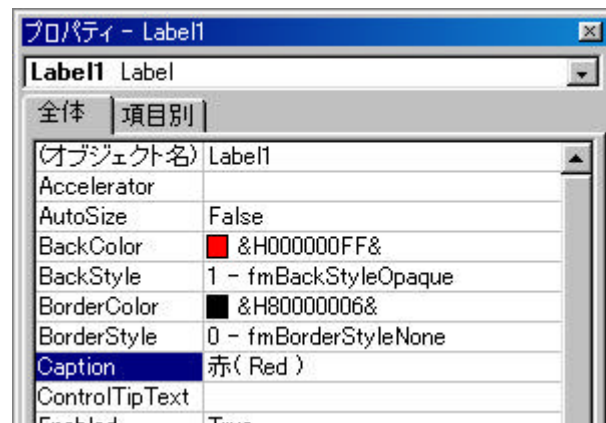 プロパティ - Label1
Label1 Label
全体 項目別
(オブジェクト名) Label1
Accelerator
AutoSize False
BackColor &H000000FF&
BackStyle 1 - fmBackStyleOpaque
BorderColor &H80000006&
BorderStyle 0 - fmBorderStyleNone
Caption 赤( Red )
ControlTipText